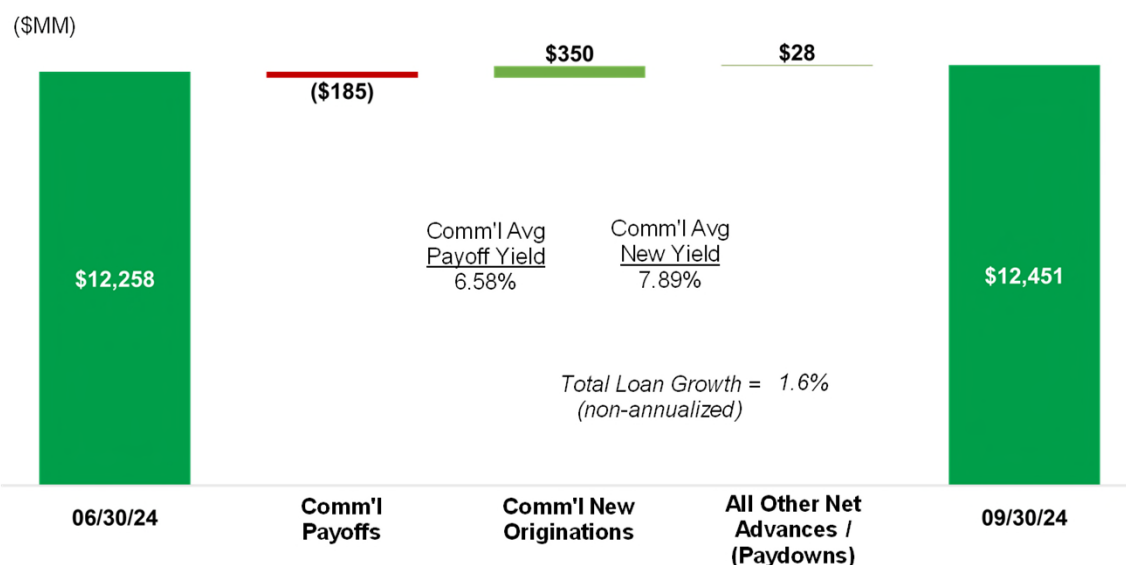 ($MM)
$350
$28
($185)
Comm'l Avg
Payoff Yield
6.58%
Comm'l Avg
New Yield
7.89%
$12,258
$12,451
Total Loan Growth = 1.6%
(non-annualized)
06/30/24
Comm'l
Payoffs
Comm'l New
Originations
All Other Net
Advances /
(Paydowns)
09/30/24